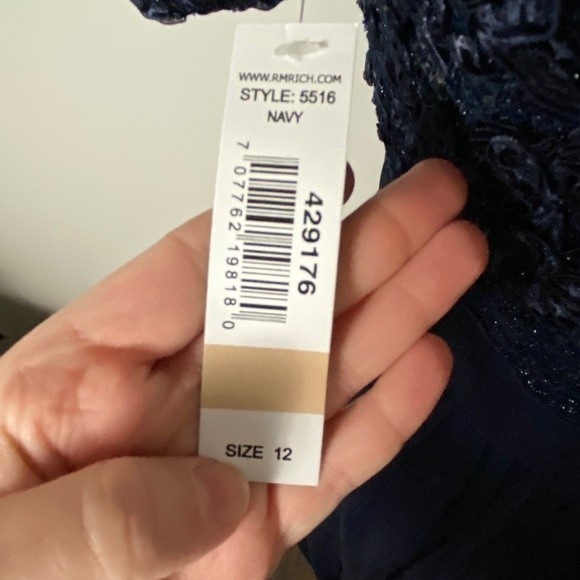 WWW.RMRICH.COM
STYLE: 5516
NAVY
7 07762 19818 0
429176
SIZE 12